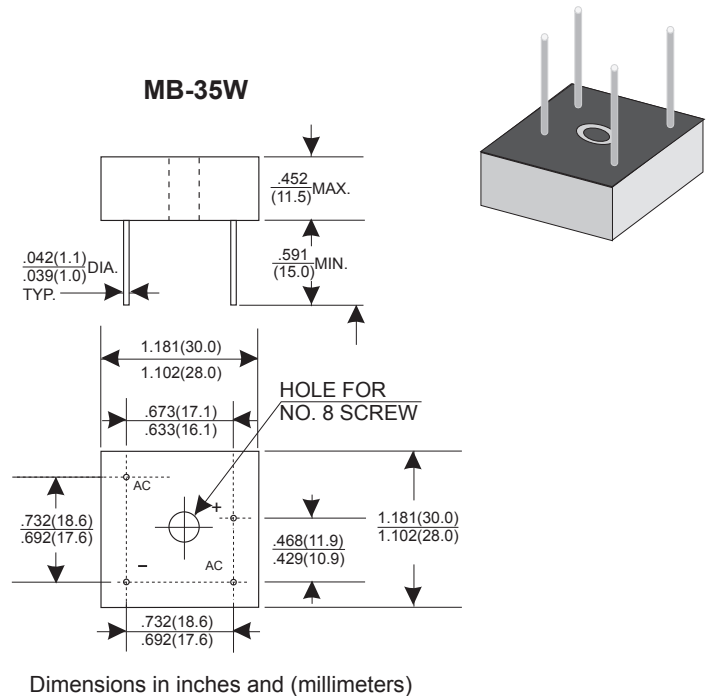 MB-35W
.452
(11.5) MAX.
.042(1.1)
.039(1.0) DIA.
TYP.
.591
(15.0) MIN.
1.181(30.0)
1.102(28.0)
HOLE FOR
NO. 8 SCREW
.673(17.1)
.633(16.1)
AC
+
.732(18.6)
.692(17.6)
.468(11.9)
.429(10.9)
1.181(30.0)
1.102(28.0)
–
AC
.732(18.6)
.692(17.6)
Dimensions in inches and (millimeters)